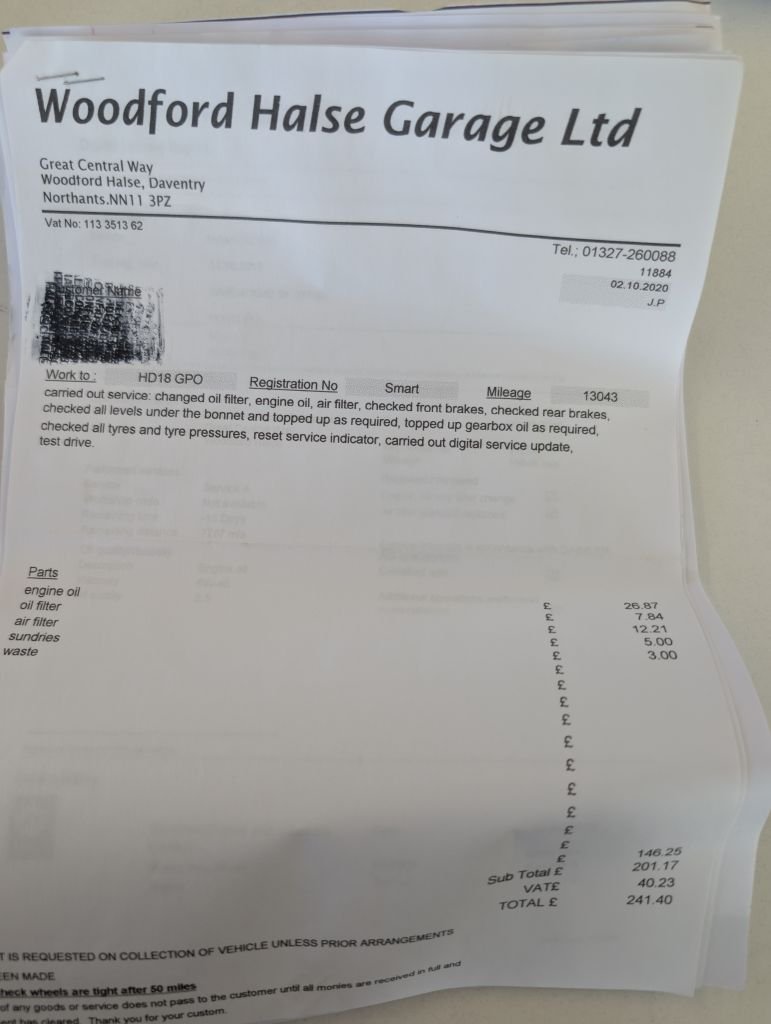 Woodford Halse Garage Ltd
Great Central Way
Woodford Halse, Daventry
Northants.NN11 3PZ
Vat No: 113 3513 62
Tel.; 01327-260088
11884
02.10.2020
J.P
Customer Name
Work to : HD18 GPO Registration No Smart Mileage 13043
carried out service: changed oil filter, engine oil, air filter, checked front brakes, checked rear brakes,
checked all levels under the bonnet and topped up as required, topped up gearbox oil as required,
checked all tyres and tyre pressures, reset service indicator, carried out digital service update,
test drive.
Parts
engine oil £ 26.87
oil filter £ 7.84
air filter £ 12.21
sundries £ 5.00
waste £ 3.00
£
£
£
£
£
£
£
£
£
£
£ 146.25
Sub Total £ 201.17
VAT£ 40.23
TOTAL £ 241.40
T IS REQUESTED ON COLLECTION OF VEHICLE UNLESS PRIOR ARRANGEMENTS
EEN MADE
heck wheels are tight after 50 miles
of any goods or service does not pass to the customer until all monies are received in full and
ent has cleared. Thank you for your custom.